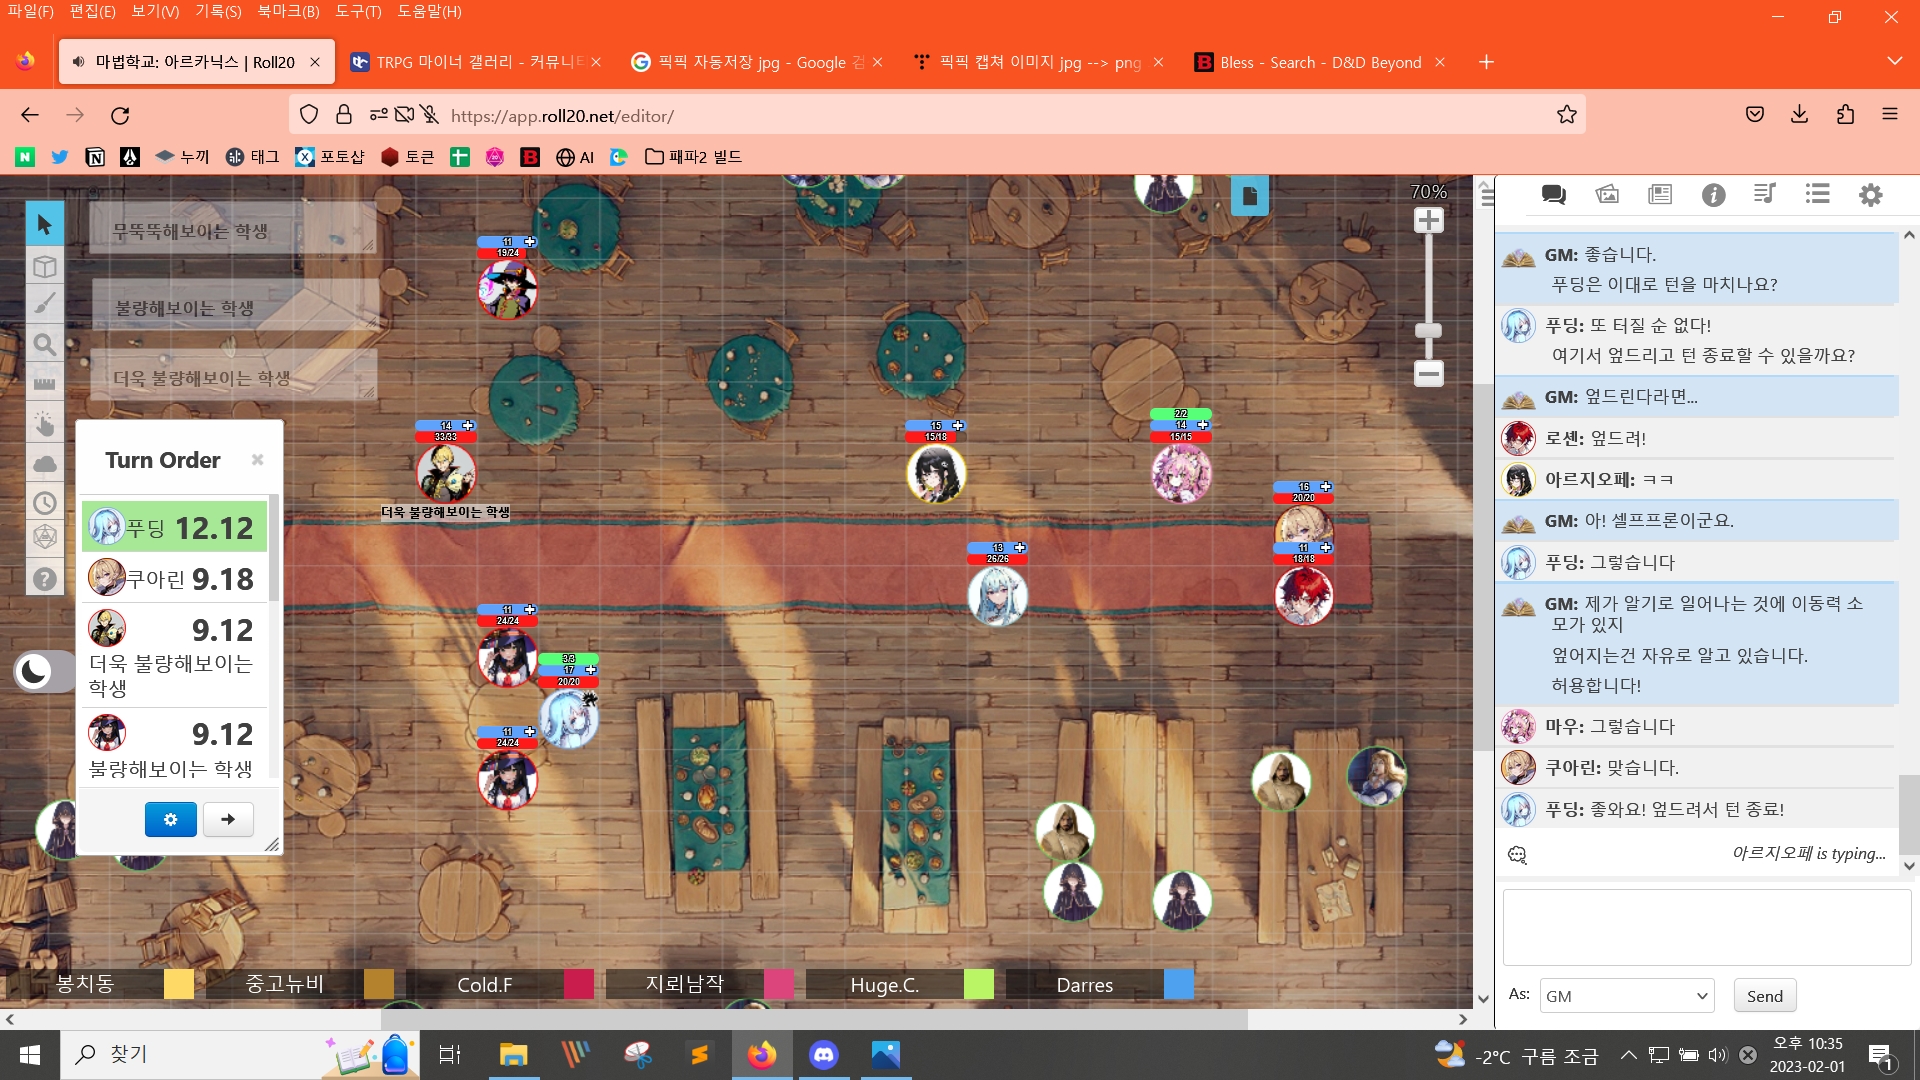 파일(F) 편집(E) 보기(V) 기록(S) 북마크(B) 도구(T) 도움말(H)
마법학교: 아르카닉스 | Roll20
TRPG 마이너 갤러리 - 커뮤니티
픽픽 자동저장 jpg - Google 검
픽픽 캡쳐 이미지 jpg --> png
Bless - Search - D&D Beyond
https://app.roll20.net/editor/
누끼 태그 포토샵 토큰 AI 패파2 빌드
70%
무뚝뚝해보이는 학생
불량해보이는 학생
더욱 불량해보이는 학생
11
19/24
14
33/33
더욱 불량해보이는 학생
15
15/18
2/2
14
15/15
16
20/20
13
26/26
11
18/18
11
24/24
3/3
17
20/20
11
24/24
Turn Order
푸딩 12.12
쿠아린 9.18
9.12
더욱 불량해보이는 학생
9.12
불량해보이는 학생
봉치동 중고뉴비 Cold.F 지뢰남작 Huge.C. Darres
GM: 좋습니다.
푸딩은 이대로 턴을 마치나요?
푸딩: 또 터질 순 없다!
여기서 엎드리고 턴 종료할 수 있을까요?
GM: 엎드린다라면...
로센: 엎드려!
아르지오페: ㅋㅋ
GM: 아! 셀프프론이군요.
푸딩: 그렇습니다
GM: 제가 알기로 일어나는 것에 이동력 소
모가 있지
엎어지는건 자유로 알고 있습니다.
허용합니다!
마우: 그렇습니다
쿠아린: 맞습니다.
푸딩: 좋와요! 엎드려서 턴 종료!
아르지오페 is typing...
As: GM Send
찾기
-2°C 구름 조금
오후 10:35
2023-02-01
1